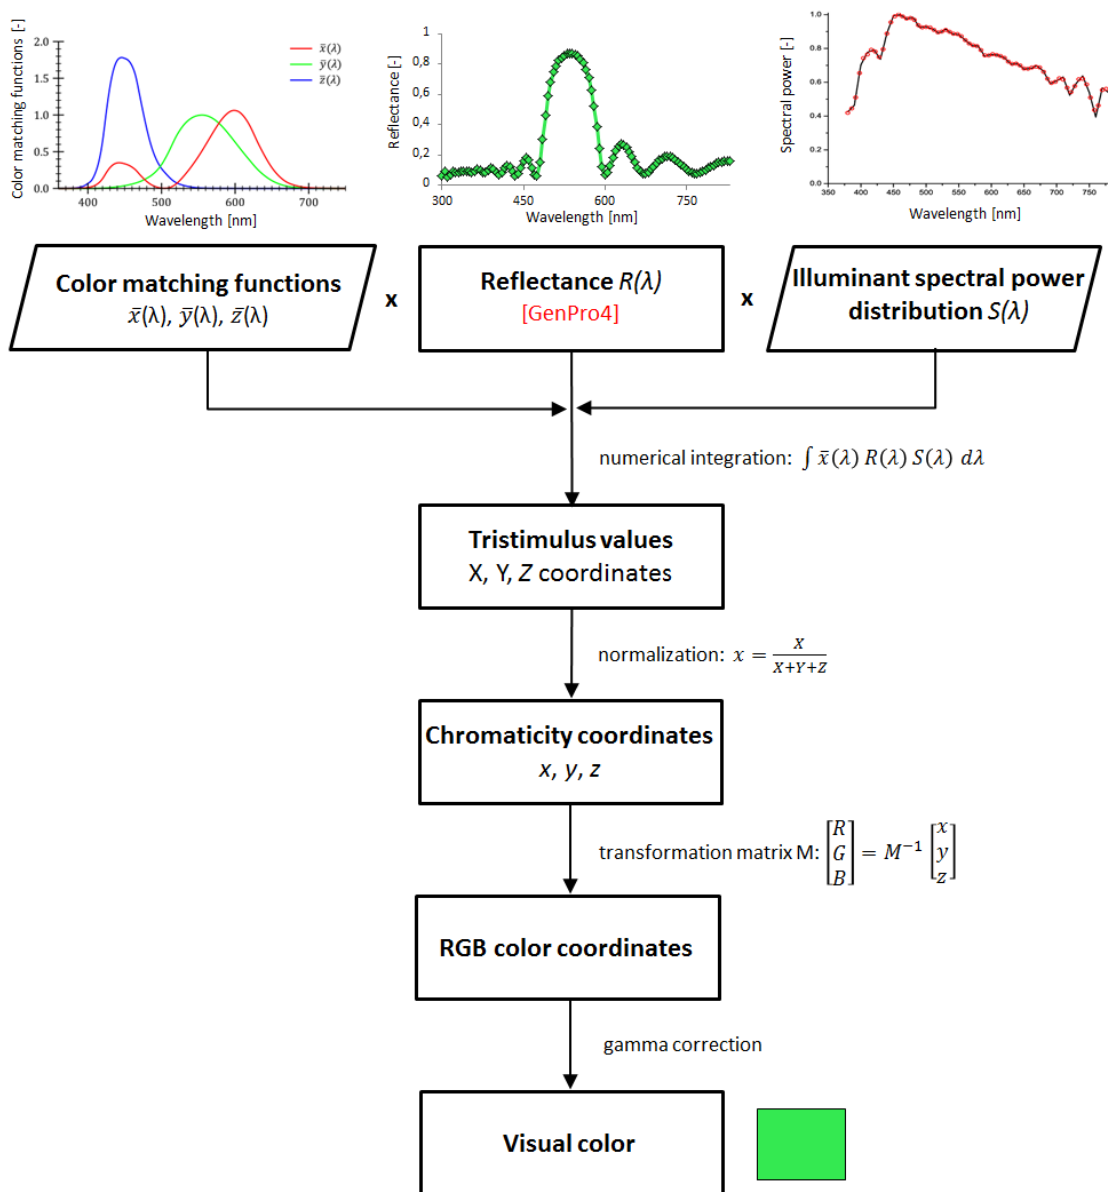 Color matching functions [-]
2.0
1.5
1.0
0.5
0.0
400
500
600
700
Wavelength [nm]
x̄(λ)
ȳ(λ)
z̄(λ)
Reflectance [-]
1
0,8
0,6
0,4
0,2
0
300
450
600
750
Wavelength [nm]
Spectral power [-]
1.0
0.8
0.6
0.4
0.2
0.0
350
400
450
500
550
600
650
700
750
Wavelength [nm]
Color matching functions
x̄(λ), ȳ(λ), z̄(λ)
x
Reflectance R(λ)
[GenPro4]
x
Illuminant spectral power
distribution S(λ)
numerical integration: ∫ x̄(λ) R(λ) S(λ) dλ
Tristimulus values
X, Y, Z coordinates
normalization: x = X / X+Y+Z
Chromaticity coordinates
x, y, z
transformation matrix M: [R G B] = M⁻¹ [x y z]
RGB color coordinates
gamma correction
Visual color